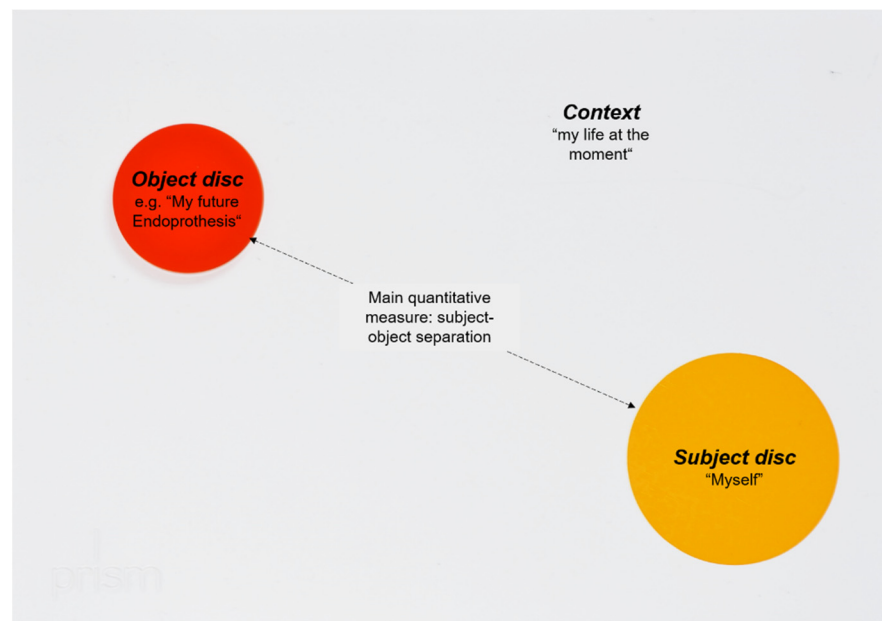 Context
“my life at the
moment“
Object disc
e.g. “My future
Endoprothesis“
Main quantitative
measure: subject-
object separation
Subject disc
“Myself”
prism